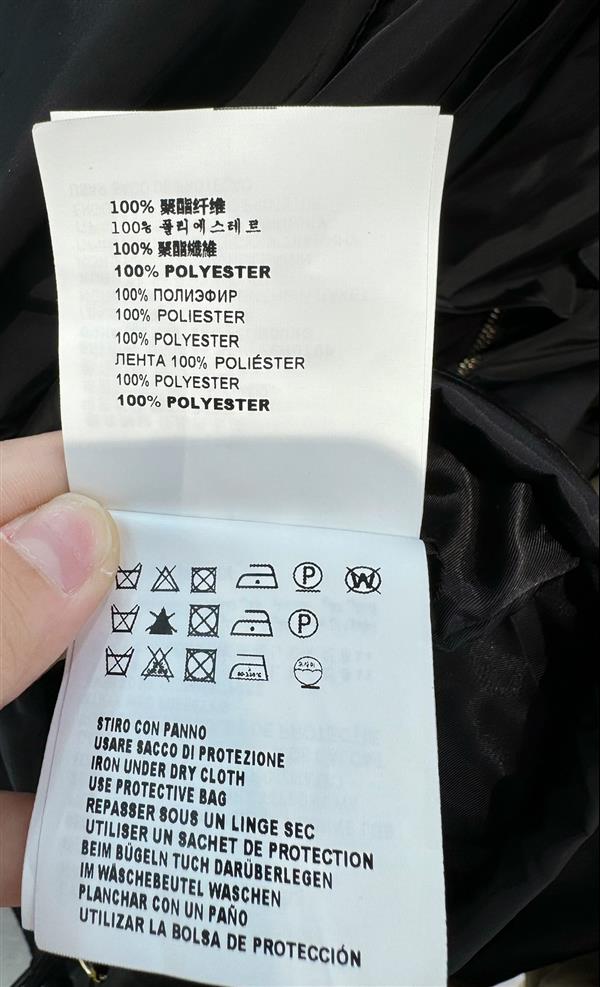 100% 聚酯纤维
100% 폴리에스테르
100% 聚酯纖維
100% POLYESTER
100% ПОЛИЭФИР
100% POLIESTER
100% POLYESTER
ЛЕНТА 100% POLIÉSTER
100% POLYESTER
100% POLYESTER
P W
P
STIRO CON PANNO
USARE SACCO DI PROTEZIONE
IRON UNDER DRY CLOTH
USE PROTECTIVE BAG
REPASSER SOUS UN LINGE SEC
UTILISER UN SACHET DE PROTECTION
BEIM BÜGELN TUCH DARÜBERLEGEN
IM WÄSCHEBEUTEL WASCHEN
PLANCHAR CON UN PAÑO
UTILIZAR LA BOLSA DE PROTECCIÓN